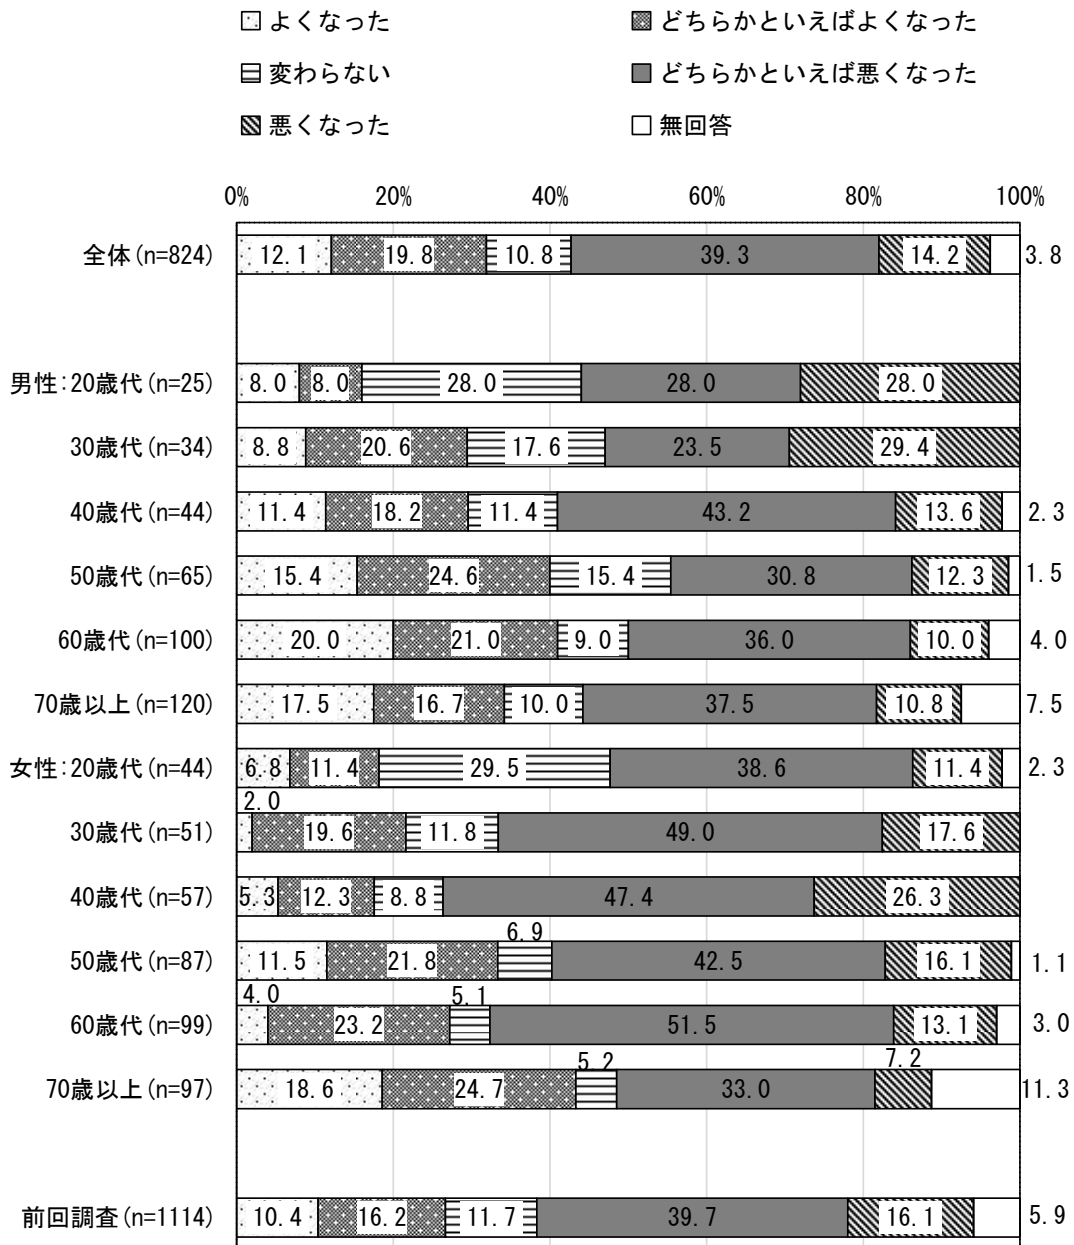 よくなった どちらかといえばよくなった
変わらない どちらかといえば悪くなった
悪くなった 無回答
0% 20% 40% 60% 80% 100%
全体(n=824) 12.1 19.8 10.8 39.3 14.2 3.8
男性:20歳代(n=25) 8.0 8.0 28.0 28.0 28.0
30歳代(n=34) 8.8 20.6 17.6 23.5 29.4
40歳代(n=44) 11.4 18.2 11.4 43.2 13.6 2.3
50歳代(n=65) 15.4 24.6 15.4 30.8 12.3 1.5
60歳代(n=100) 20.0 21.0 9.0 36.0 10.0 4.0
70歳以上(n=120) 17.5 16.7 10.0 37.5 10.8 7.5
女性:20歳代(n=44) 6.8 11.4 29.5 38.6 11.4 2.3
30歳代(n=51) 2.0 19.6 11.8 49.0 17.6
40歳代(n=57) 5.3 12.3 8.8 47.4 26.3
50歳代(n=87) 11.5 21.8 6.9 42.5 16.1 1.1
60歳代(n=99) 4.0 23.2 5.1 51.5 13.1 3.0
70歳以上(n=97) 18.6 24.7 5.2 33.0 7.2 11.3
前回調査(n=1114) 10.4 16.2 11.7 39.7 16.1 5.9